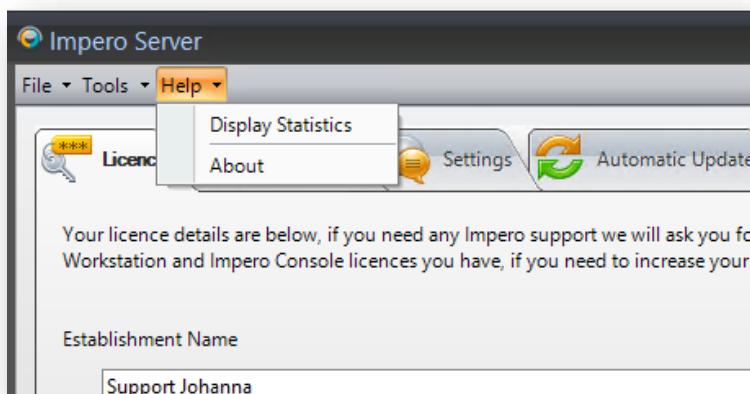 Impero Server
File Tools Help
Display Statistics
About
*** Licenc Settings Automatic Update
Your licence details are below, if you need any Impero support we will ask you fo
Workstation and Impero Console licences you have, if you need to increase your
Establishment Name
Support Johanna